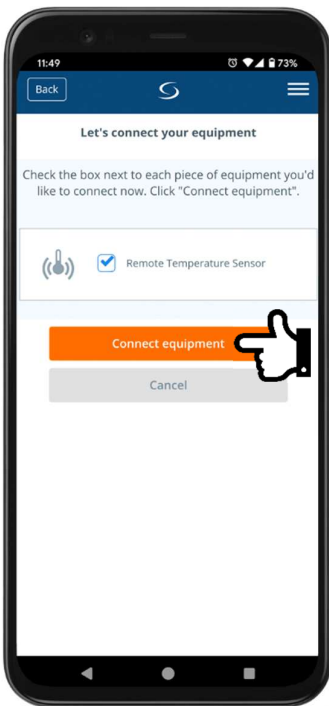 11:49
73%
Back
Let's connect your equipment
Check the box next to each piece of equipment you'd
like to connect now. Click "Connect equipment".
Remote Temperature Sensor
Connect equipment
Cancel